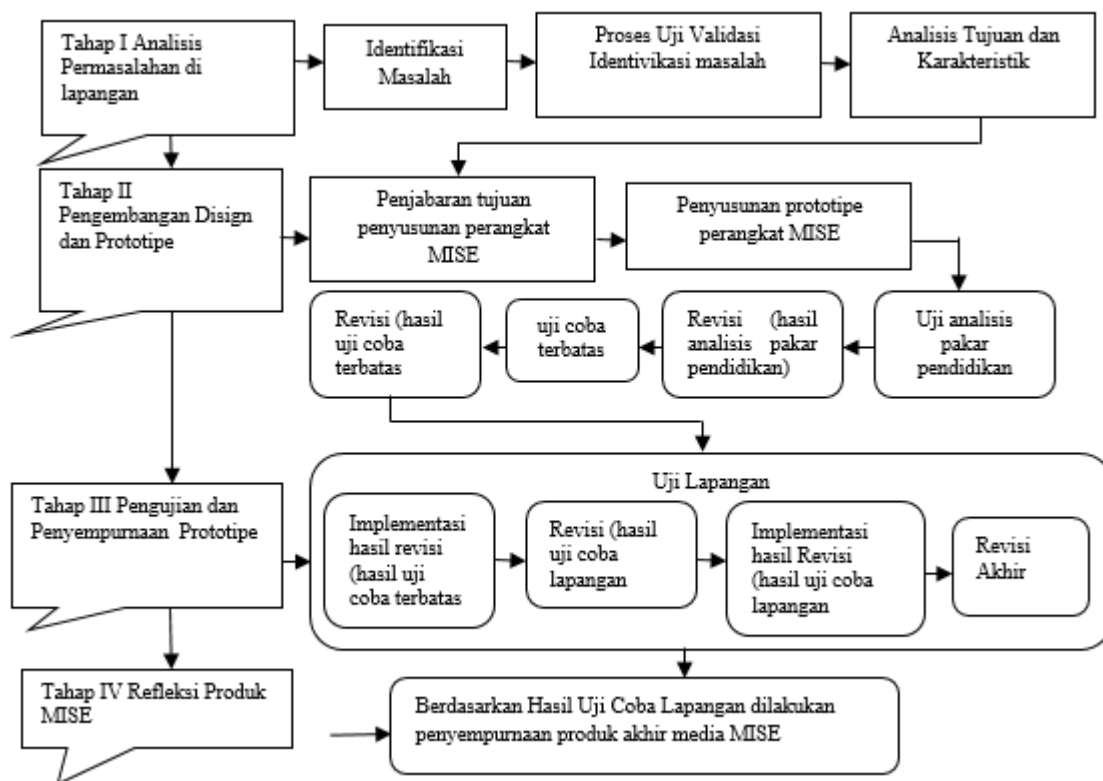 Tahap I Analisis
Permasalahan di
lapangan
Identifikasi
Masalah
Proses Uji Validasi
Identivikasi masalah
Analisis Tujuan dan
Karakteristik
Tahap II
Pengembangan Disign
dan Prototipe
Penjabaran tujuan
penyusunan perangkat
MISE
Penyusunan prototipe
perangkat MISE
Uji analisis
pakar
pendidikan
Revisi (hasil
analisis pakar
pendidikan)
uji coba
terbatas
Revisi (hasil
uji coba
terbatas
Tahap III Pengujian dan
Penyempurnaan Prototipe
Uji Lapangan
Implementasi
hasil revisi
(hasil uji
coba terbatas
Revisi (hasil
uji coba
lapangan
Implementasi
hasil Revisi
(hasil uji coba
lapangan
Revisi
Akhir
Tahap IV Refleksi Produk
MISE
Berdasarkan Hasil Uji Coba Lapangan dilakukan
penyempurnaan produk akhir media MISE